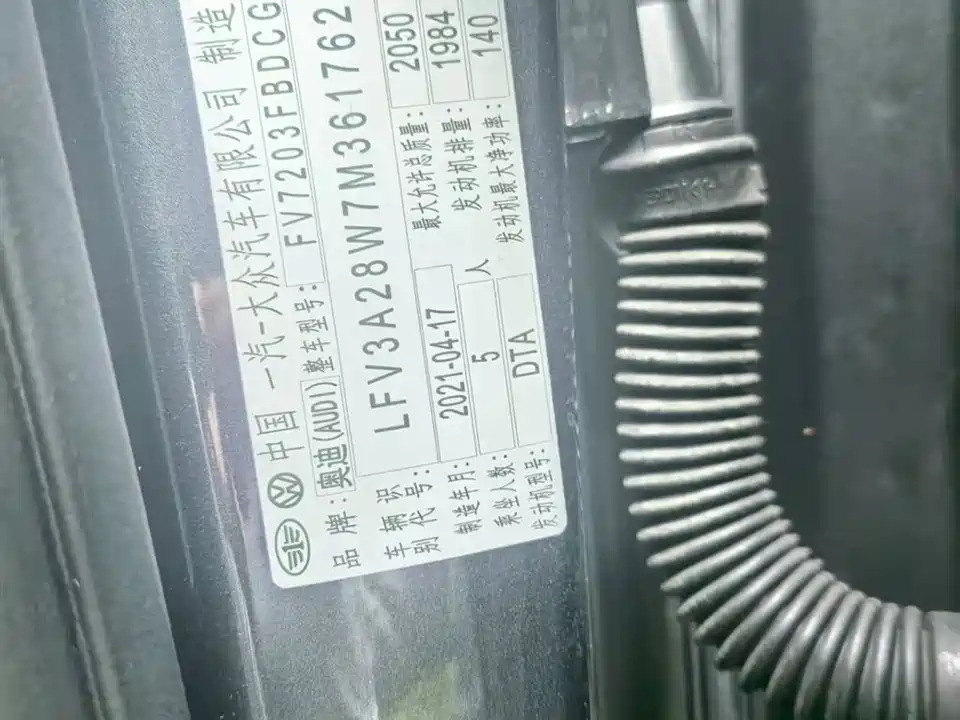 中国 一汽-大众汽车有限公司 制造
品牌: 奥迪(AUDI) 整车型号: FV7203FBDCG
车辆识别代号: LFV3A28W7M361762
制造年月: 2021-04-17 最大允许总质量: 2050
乘坐人数: 5 人 发动机排量: 1984
发动机型号: DTA 发动机最大净功率: 140